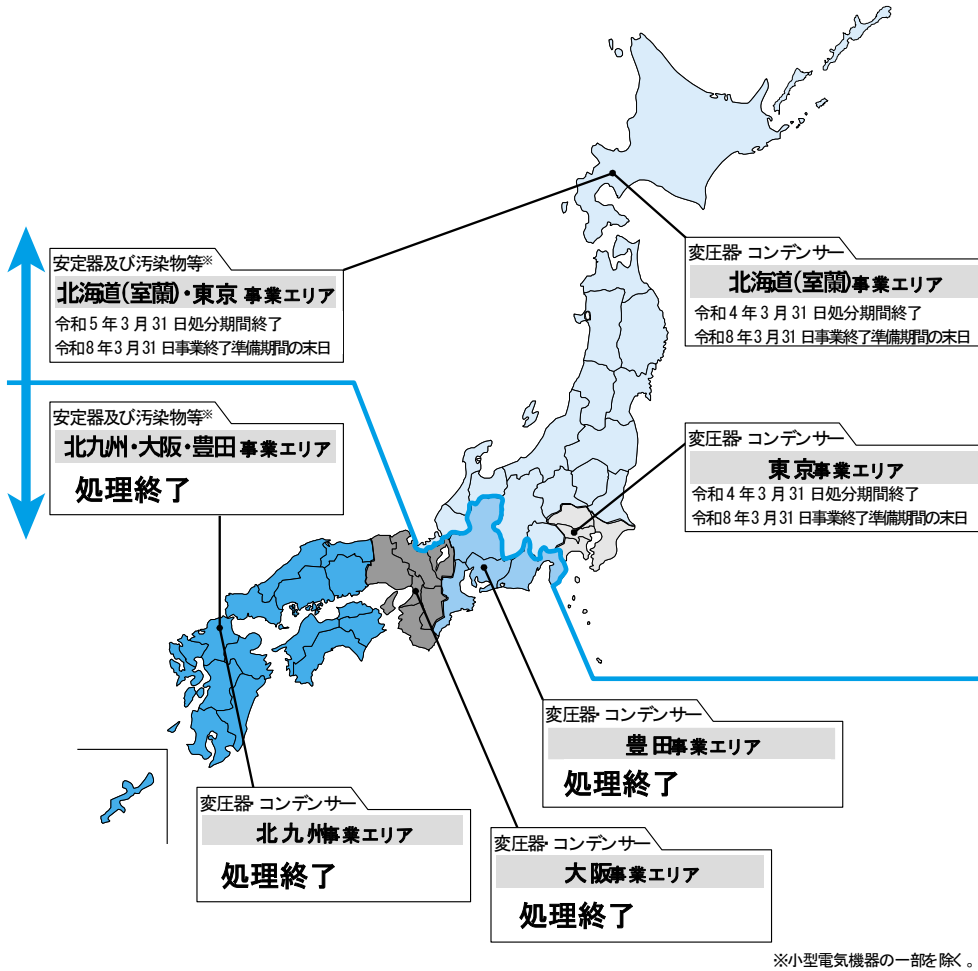 安定器及び汚染物等※
北海道(室蘭)・東京 事業エリア
令和5年3月31日処分期間終了
令和8年3月31日事業終了準備期間の末日
変圧器・コンデンサー
北海道(室蘭)事業エリア
令和4年3月31日処分期間終了
令和8年3月31日事業終了準備期間の末日
安定器及び汚染物等※
北九州・大阪・豊田 事業エリア
処理終了
変圧器・コンデンサー
東京事業エリア
令和4年3月31日処分期間終了
令和8年3月31日事業終了準備期間の末日
変圧器・コンデンサー
豊田事業エリア
処理終了
変圧器・コンデンサー
北九州事業エリア
処理終了
変圧器・コンデンサー
大阪事業エリア
処理終了
※小型電気機器の一部を除く。